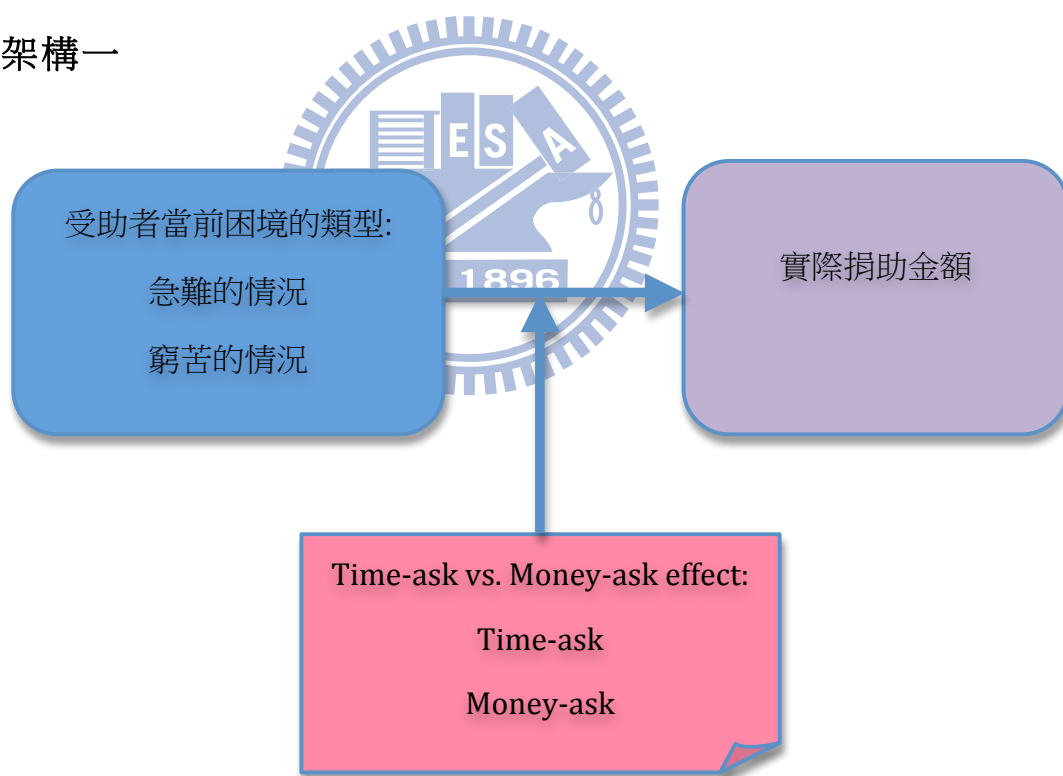 架構一
E S A
1896
受助者當前困境的類型:
急難的情況
窮苦的情況
實際捐助金額
Time-ask vs. Money-ask effect:
Time-ask
Money-ask